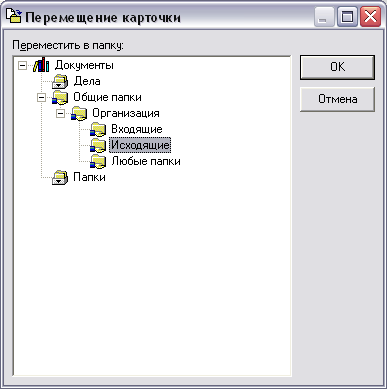 Перемещение карточки
Переместить в папку:
Документы
OK
Дела
Общие папки
Отмена
Организация
Входящие
Исходящие
Любые папки
Папки